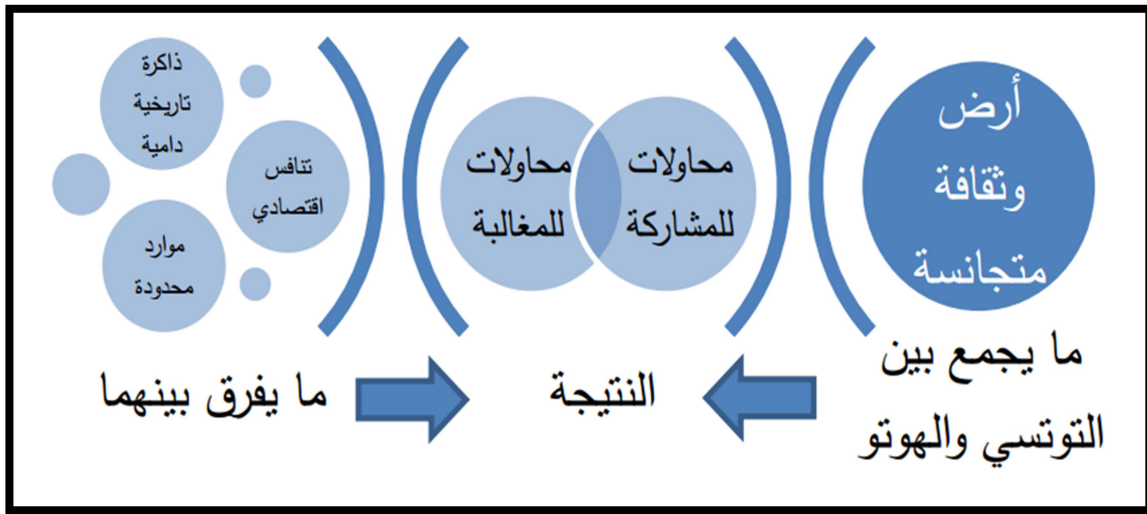 أرض
وثقافة
متجانسة
ما يجمع بين
التوتسي والهوتو
محاولات
للمشاركة
محاولات
للمغالبة
النتيجة
ذاكرة
تاريخية
دامية
تنافس
اقتصادي
موارد
محدودة
ما يفرق بينهما